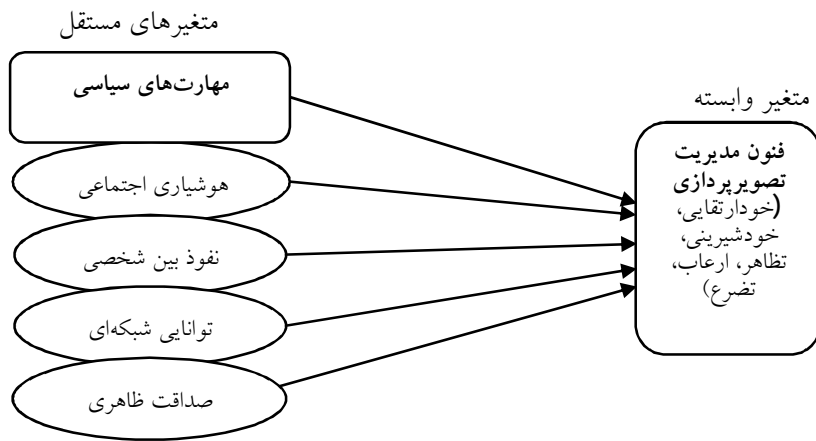 متغیرهای مستقل
مهارت‌های سیاسی
هوشیاری اجتماعی
نفوذ بین شخصی
توانایی شبکه‌ای
صداقت ظاهری
متغیر وابسته
فنون مدیریت
تصویرپردازی
(خودارتقایی،
خودشیرینی،
تظاهر، ارعاب،
تضرع)